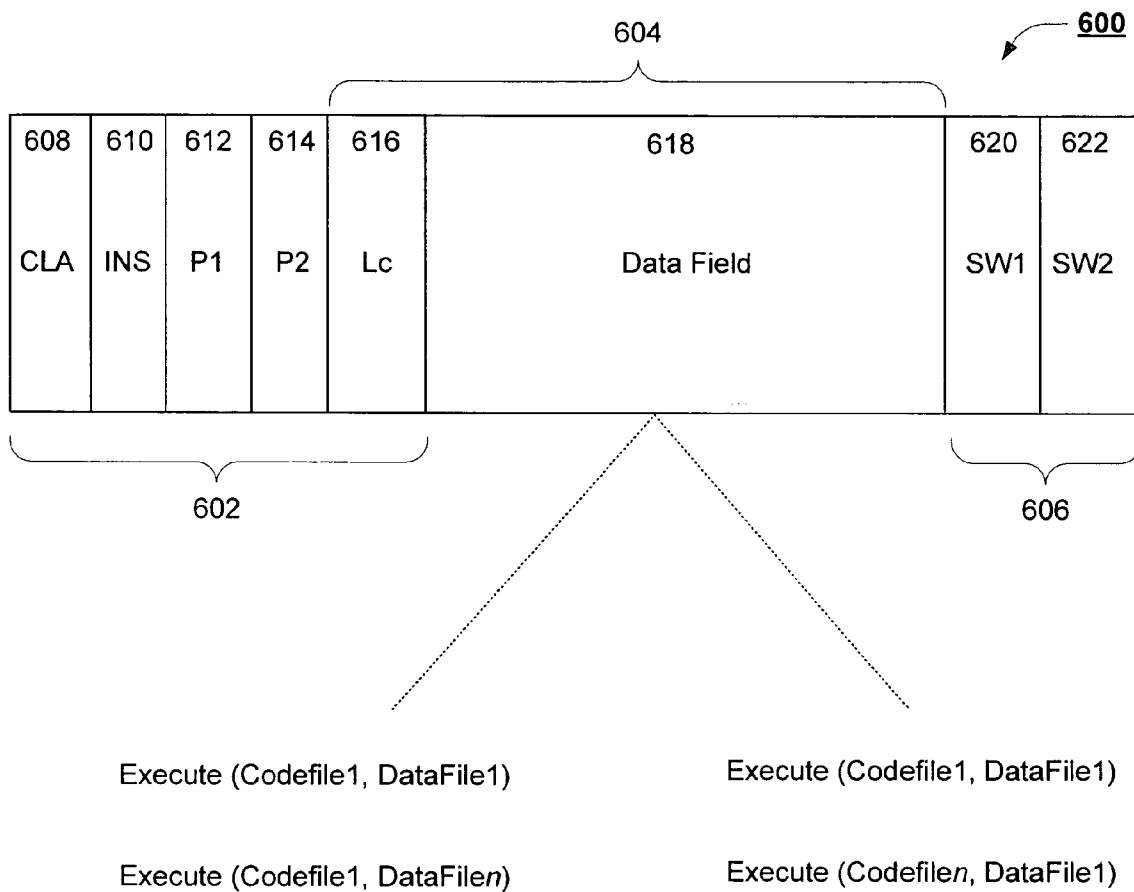 600
604
608 610 612 614 616 618 620 622
CLA INS P1 P2 Lc Data Field SW1 SW2
602 606
Execute (Codefile1, DataFile1) Execute (Codefile1, DataFile1)
Execute (Codefile1, DataFilen) Execute (Codefilen, DataFile1)